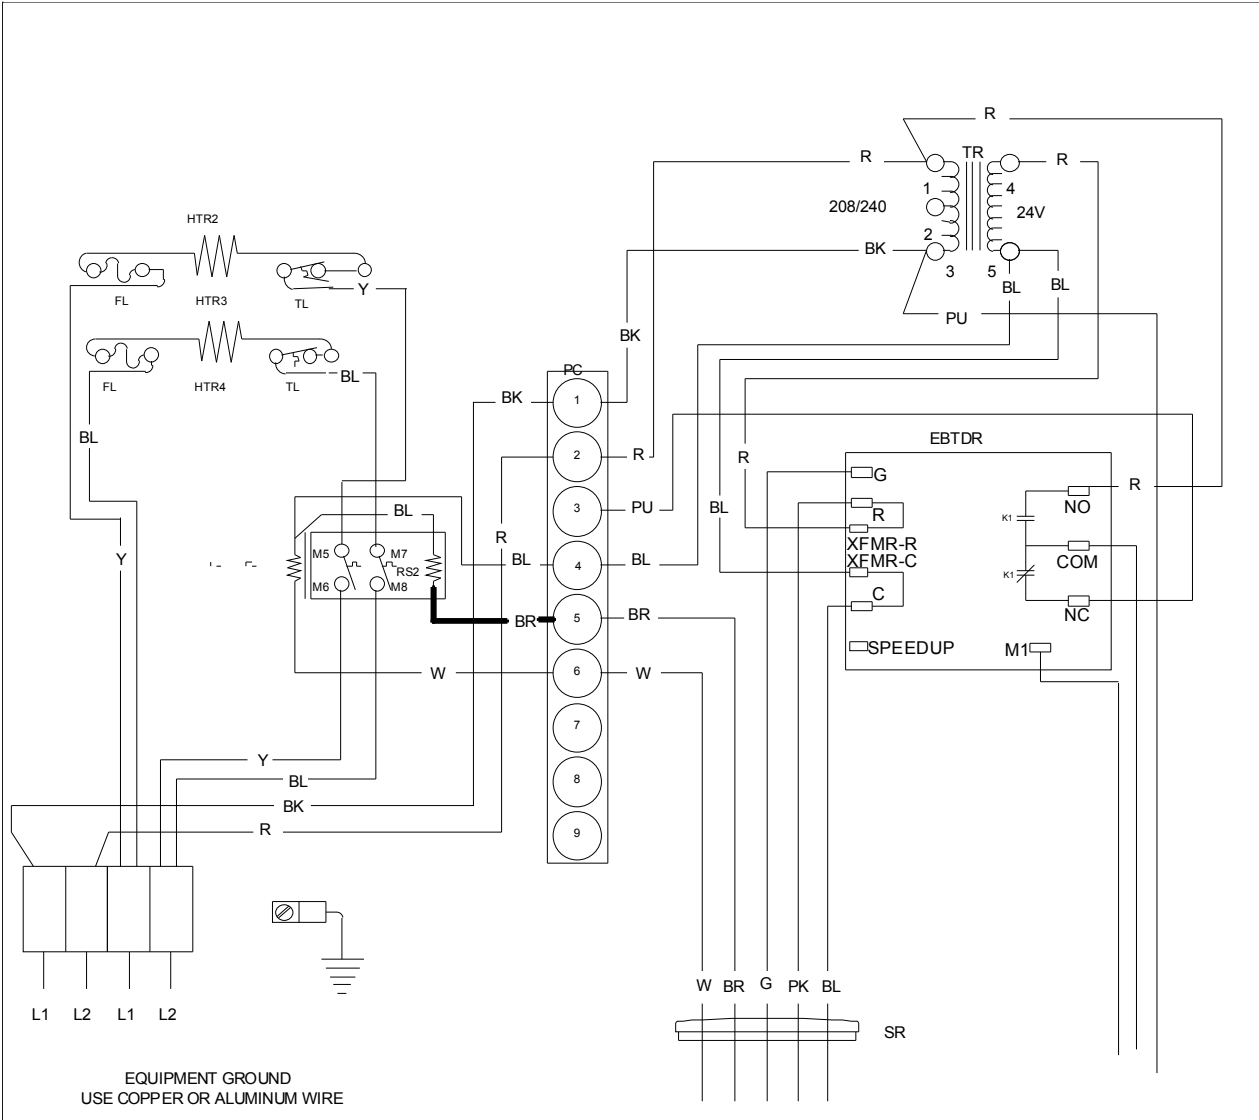 R
R
TR
R
1
4
208/240
24V
HTR2
2
BK
3
5
BL
BL
Y
FL
HTR3
TL
PU
BK
PC
BL
FL
HTR4
TL
BK
1
BL
EBTDR
2
R
R
G
R
PU
3
BL
BL
R
NO
K1
R
Y
M5
M7
BL
4
BL
XFMR-R
XFMR-C
COM
RS2
K1
M6
M8
C
BR
5
BR
NC
SPEEDUP
M1
W
6
W
7
Y
BL
8
BK
R
9
W
BR
G
PK
BL
L1
L2
L1
L2
SR
EQUIPMENT GROUND
USE COPPER OR ALUMINUM WIRE